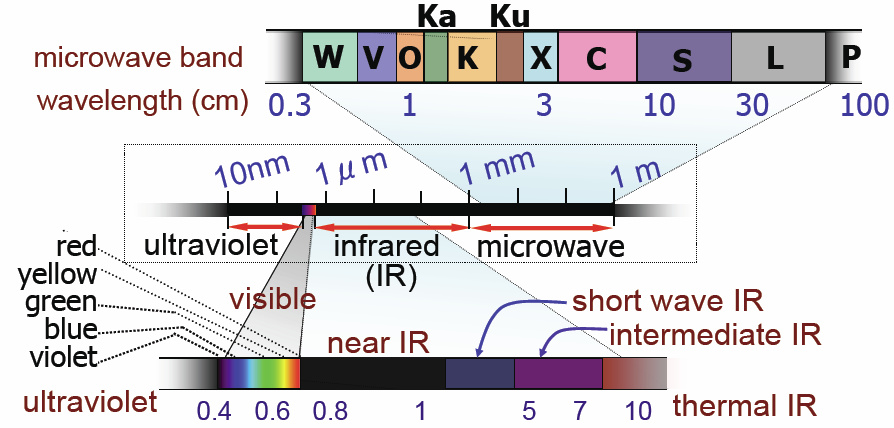 Ka Ku
microwave band W V O K X C S L P
wavelength (cm) 0.3 1 3 10 30 100
10nm 1 μ m 1 mm 1 m
ultraviolet infrared (IR) microwave
red
yellow
green
blue
violet
visible
short wave IR
intermediate IR
near IR
ultraviolet 0.4 0.6 0.8 1 5 7 10 thermal IR